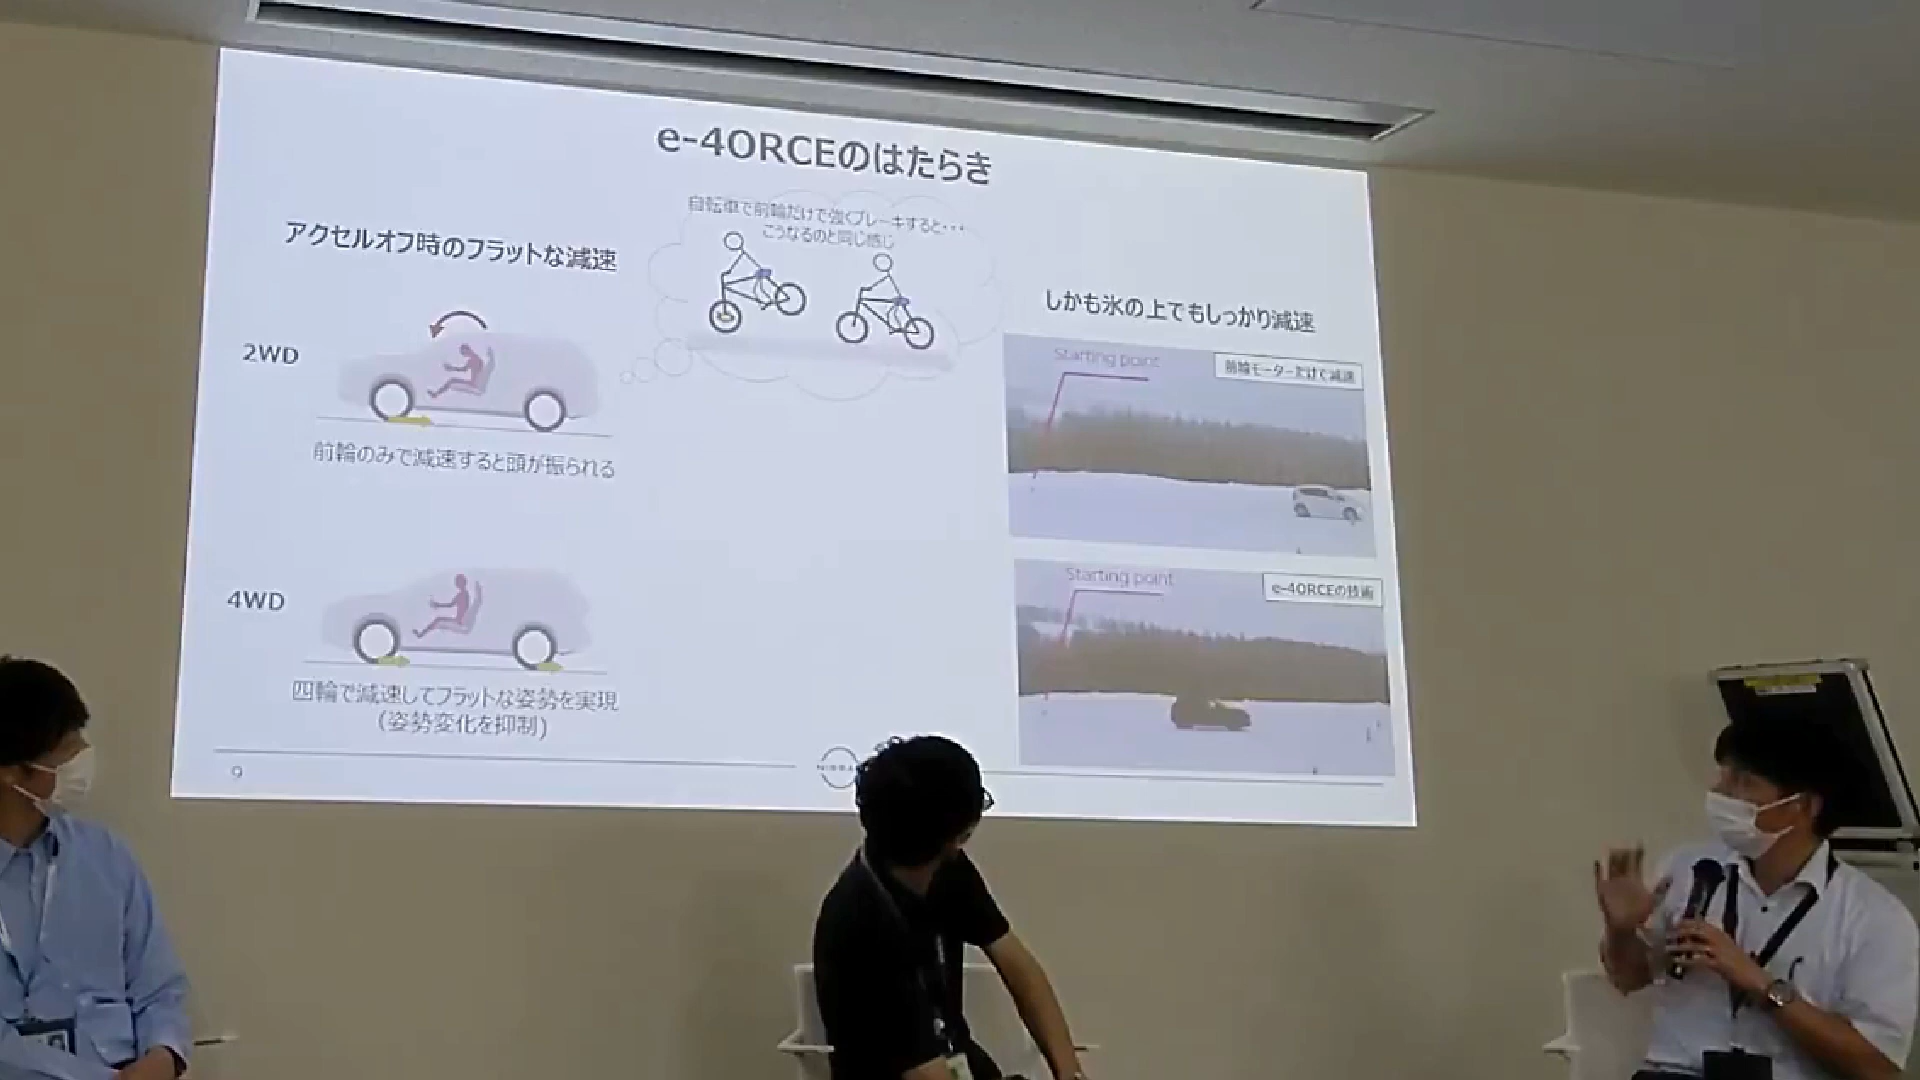 e-4ORCEのはたらき
自転車で前輪だけで強くブレーキすると・・・
こうなるのと同じ感じ
アクセルオフ時のフラットな減速
2WD
前輪のみで減速すると頭が振られる
4WD
四輪で減速してフラットな姿勢を実現
(姿勢変化を抑制)
しかも氷の上でもしっかり減速
Starting point
前輪モーターだけで減速
Starting point
e-4ORCEの技術
9